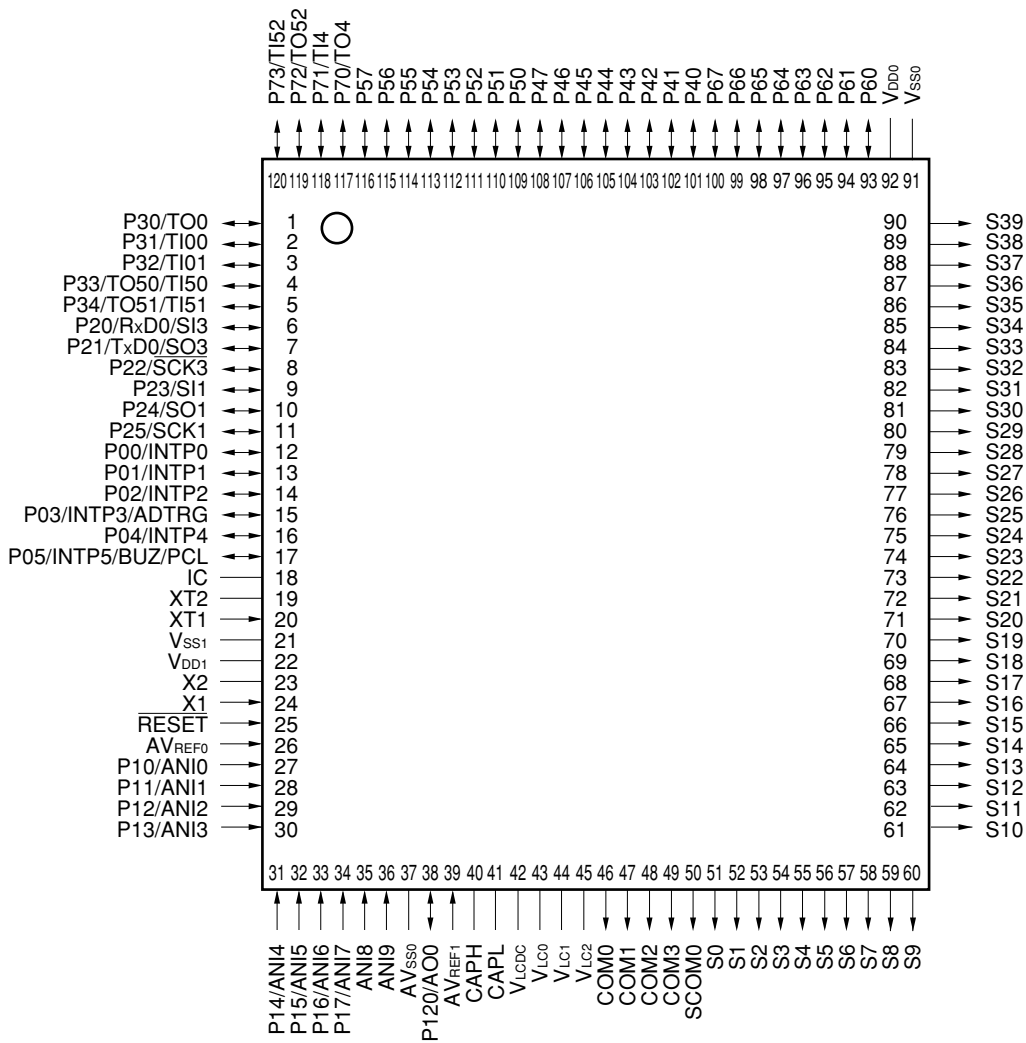 P73/TI52
P72/TO52
P71/TI4
P70/TO4
P57
P56
P55
P54
P53
P52
P51
P50
P47
P46
P45
P44
P43
P42
P41
P40
P67
P66
P65
P64
P63
P62
P61
P60
VDD0
VSS0
120 119 118 117 116 115 114 113 112 111 110 109 108 107 106 105 104 103 102 101 100 99 98 97 96 95 94 93 92 91
P30/TO0 1 90 S39
P31/TI00 2 89 S38
P32/TI01 3 88 S37
P33/TO50/TI50 4 87 S36
P34/TO51/TI51 5 86 S35
P20/RxD0/SI3 6 85 S34
P21/TxD0/SO3 7 84 S33
P22/SCK3 8 83 S32
P23/SI1 9 82 S31
P24/SO1 10 81 S30
P25/SCK1 11 80 S29
P00/INTP0 12 79 S28
P01/INTP1 13 78 S27
P02/INTP2 14 77 S26
P03/INTP3/ADTRG 15 76 S25
P04/INTP4 16 75 S24
P05/INTP5/BUZ/PCL 17 74 S23
IC 18 73 S22
XT2 19 72 S21
XT1 20 71 S20
VSS1 21 70 S19
VDD1 22 69 S18
X2 23 68 S17
X1 24 67 S16
RESET 25 66 S15
AVREF0 26 65 S14
P10/ANI0 27 64 S13
P11/ANI1 28 63 S12
P12/ANI2 29 62 S11
P13/ANI3 30 61 S10
31 32 33 34 35 36 37 38 39 40 41 42 43 44 45 46 47 48 49 50 51 52 53 54 55 56 57 58 59 60
P14/ANI4
P15/ANI5
P16/ANI6
P17/ANI7
ANI8
ANI9
AVSS0
P120/AO0
AVREF1
CAPH
CAPL
VLCDC
VLC0
VLC1
VLC2
COM0
COM1
COM2
COM3
SCOM0
S0
S1
S2
S3
S4
S5
S6
S7
S8
S9